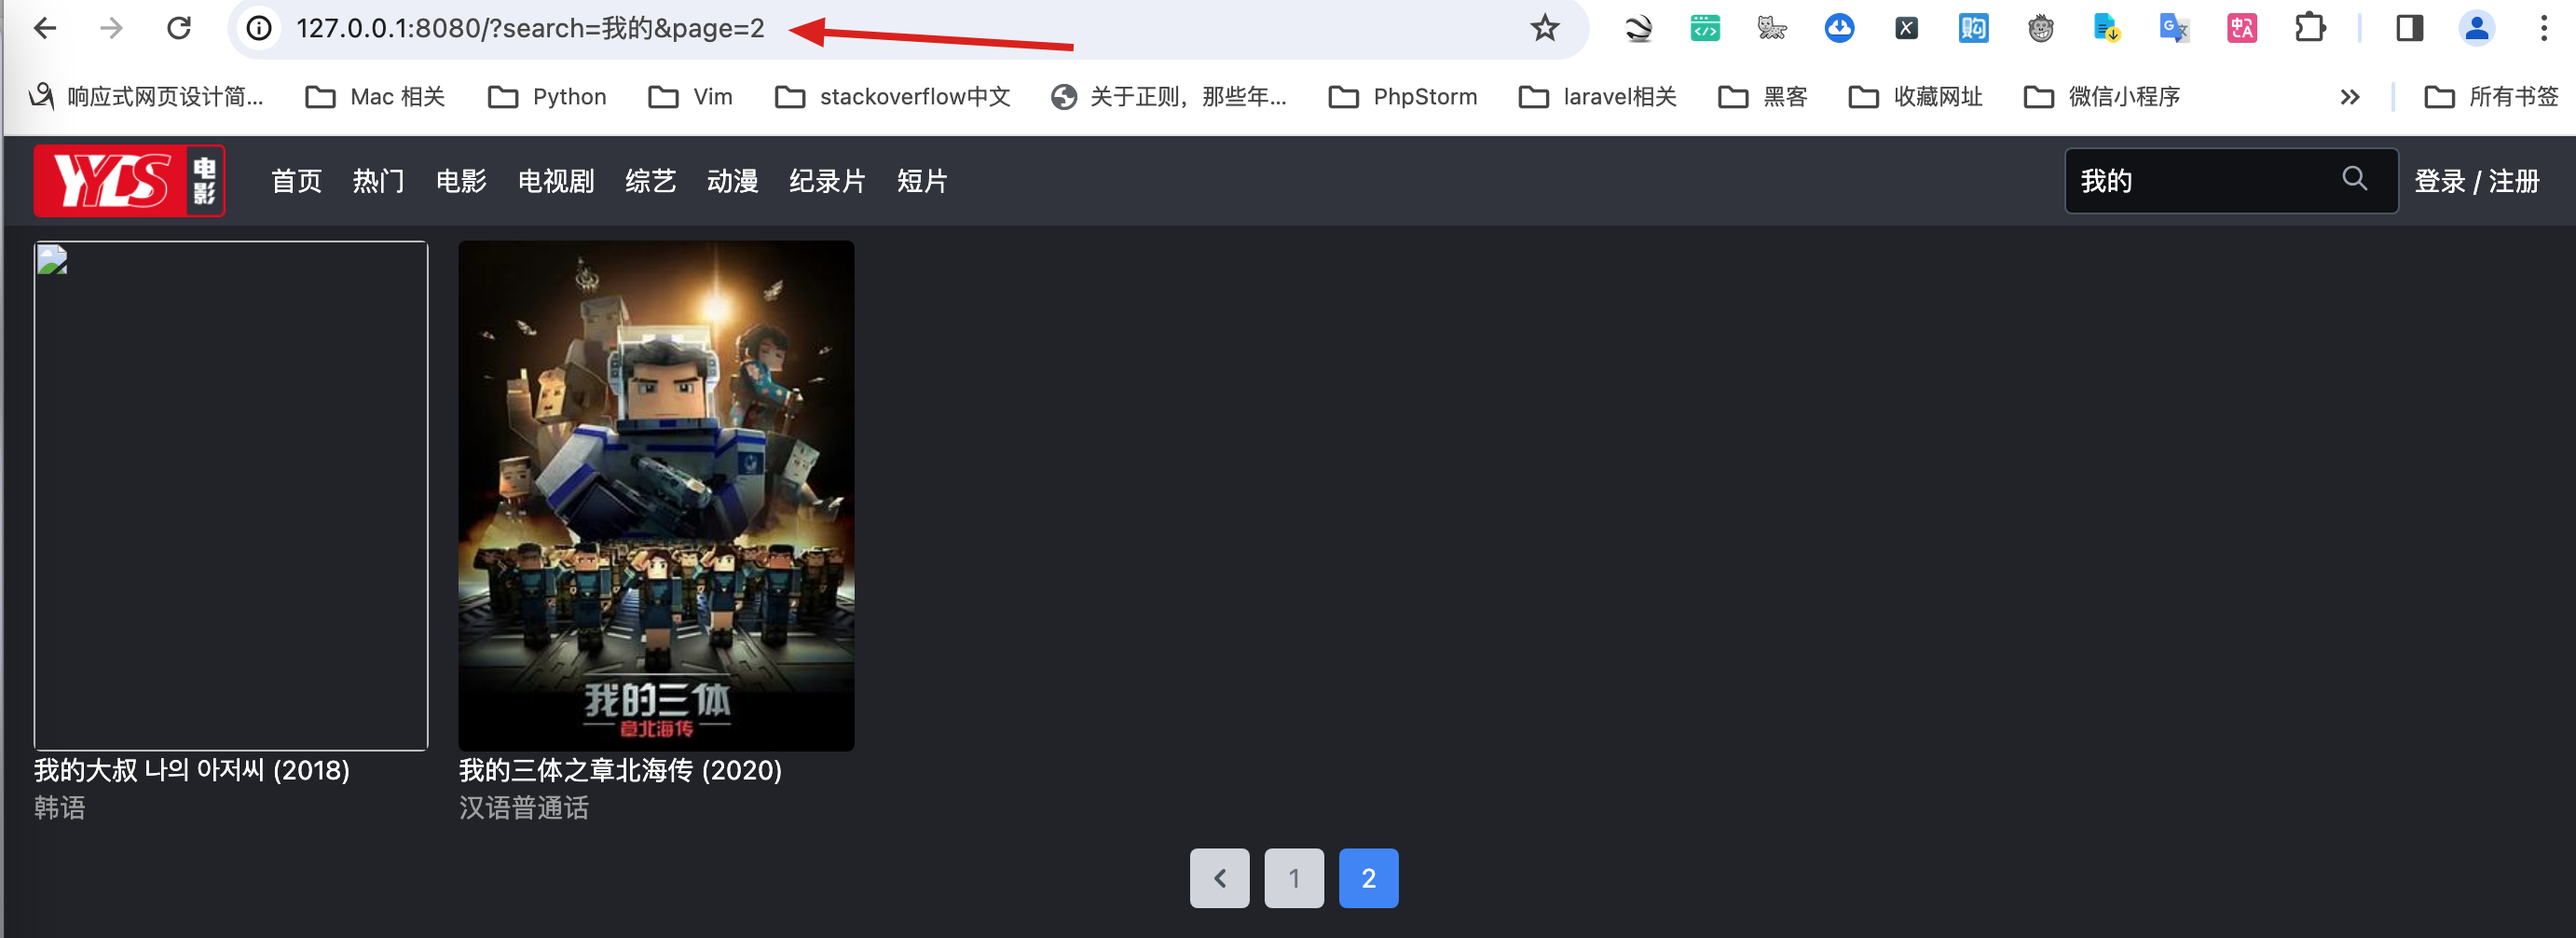 127.0.0.1:8080/?search=我的&page=2
响应式网页设计简... Mac 相关 Python Vim stackoverflow中文 关于正则，那些年... PhpStorm laravel相关 黑客 收藏网址 微信小程序 所有书签
YYDS 电影 首页 热门 电影 电视剧 综艺 动漫 纪录片 短片 我的 登录 / 注册
我的三体
章北海传
我的大叔 나의 아저씨 (2018) 我的三体之章北海传 (2020)
韩语 汉语普通话
1 2